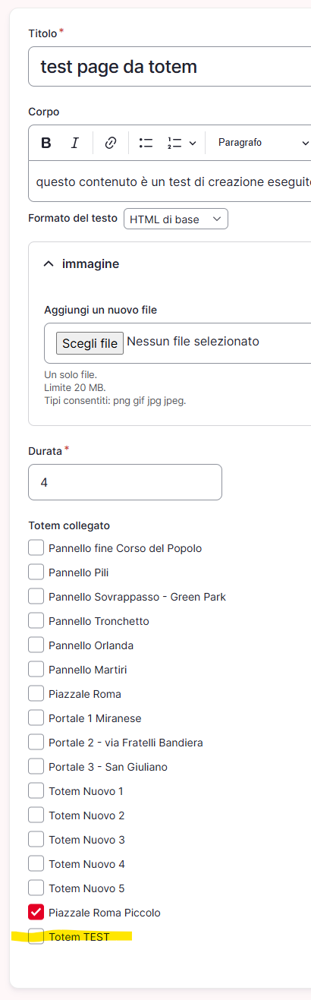 Titolo*
test page da totem
Corpo
B I Paragrafo
questo contenuto è un test di creazione
Formato del testo HTML di base
immagine
Aggiungi un nuovo file
Scegli file Nessun file selezionato
Un solo file.
Limite 20 MB.
Tipi consentiti: png gif jpg jpeg.
Durata*
4
Totem collegato
Pannello fine Corso del Popolo
Pannello Pili
Pannello Sovrappasso - Green Park
Pannello Tronchetto
Pannello Orlanda
Pannello Martiri
Piazzale Roma
Portale 1 Miranese
Portale 2 - via Fratelli Bandiera
Portale 3 - San Giuliano
Totem Nuovo 1
Totem Nuovo 2
Totem Nuovo 3
Totem Nuovo 4
Totem Nuovo 5
Piazzale Roma Piccolo
Totem TEST